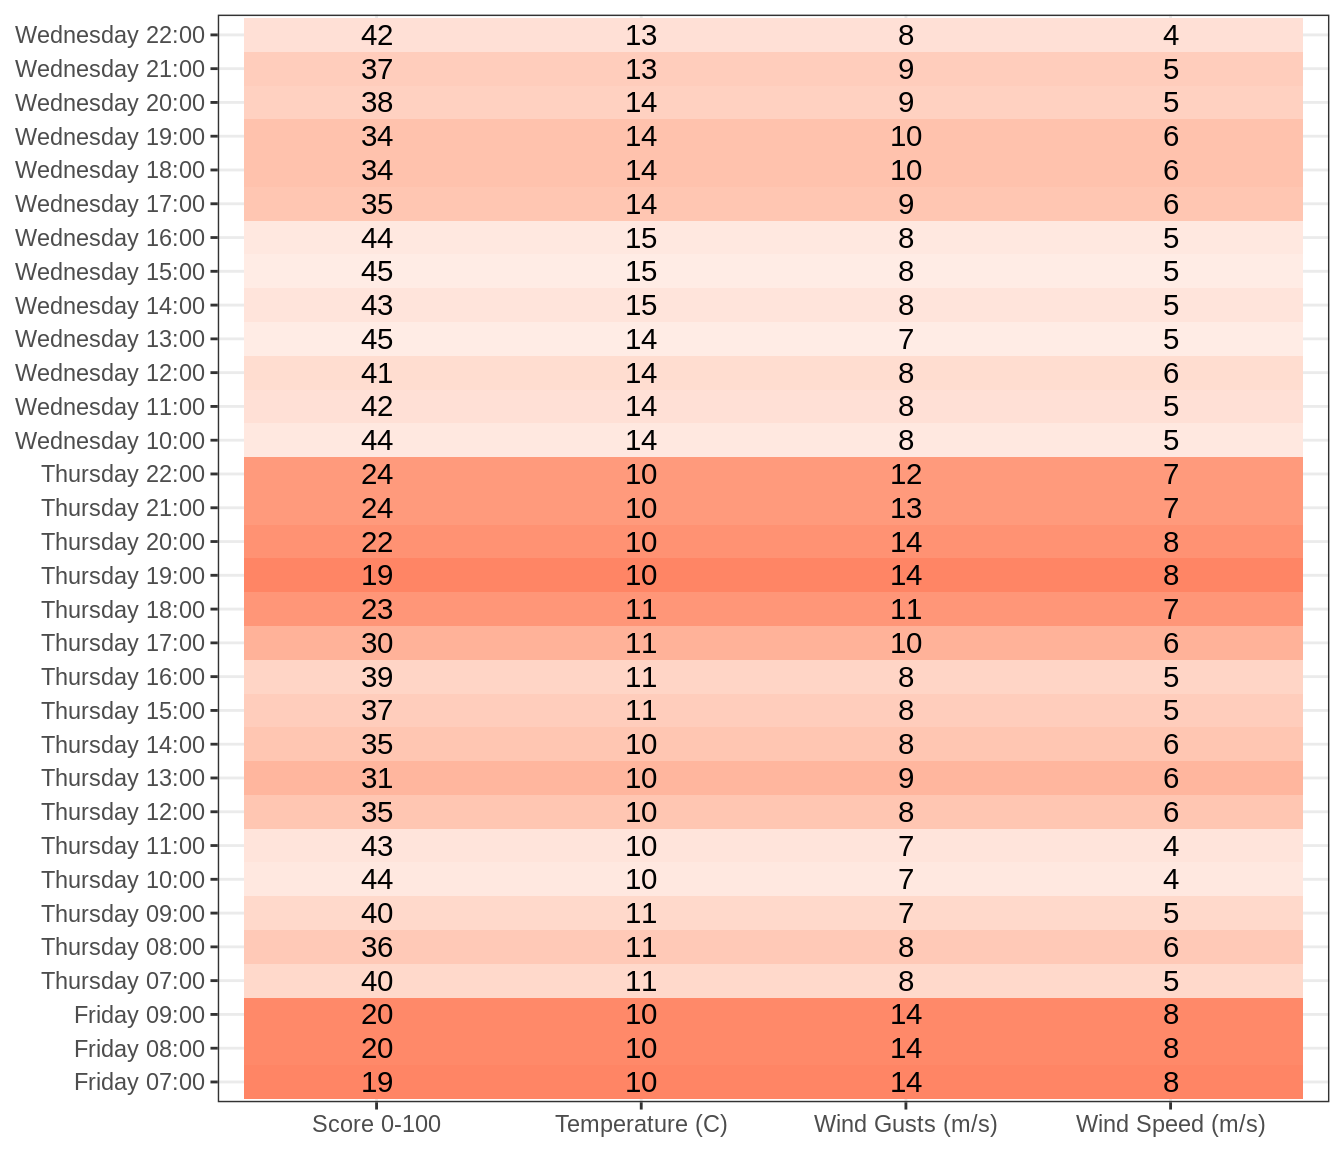 Wednesday 22:00 42 13 8 4
Wednesday 21:00 37 13 9 5
Wednesday 20:00 38 14 9 5
Wednesday 19:00 34 14 10 6
Wednesday 18:00 34 14 10 6
Wednesday 17:00 35 14 9 6
Wednesday 16:00 44 15 8 5
Wednesday 15:00 45 15 8 5
Wednesday 14:00 43 15 8 5
Wednesday 13:00 45 14 7 5
Wednesday 12:00 41 14 8 6
Wednesday 11:00 42 14 8 5
Wednesday 10:00 44 14 8 5
Thursday 22:00 24 10 12 7
Thursday 21:00 24 10 13 7
Thursday 20:00 22 10 14 8
Thursday 19:00 19 10 14 8
Thursday 18:00 23 11 11 7
Thursday 17:00 30 11 10 6
Thursday 16:00 39 11 8 5
Thursday 15:00 37 11 8 5
Thursday 14:00 35 10 8 6
Thursday 13:00 31 10 9 6
Thursday 12:00 35 10 8 6
Thursday 11:00 43 10 7 4
Thursday 10:00 44 10 7 4
Thursday 09:00 40 11 7 5
Thursday 08:00 36 11 8 6
Thursday 07:00 40 11 8 5
Friday 09:00 20 10 14 8
Friday 08:00 20 10 14 8
Friday 07:00 19 10 14 8
Score 0-100 Temperature (C) Wind Gusts (m/s) Wind Speed (m/s)